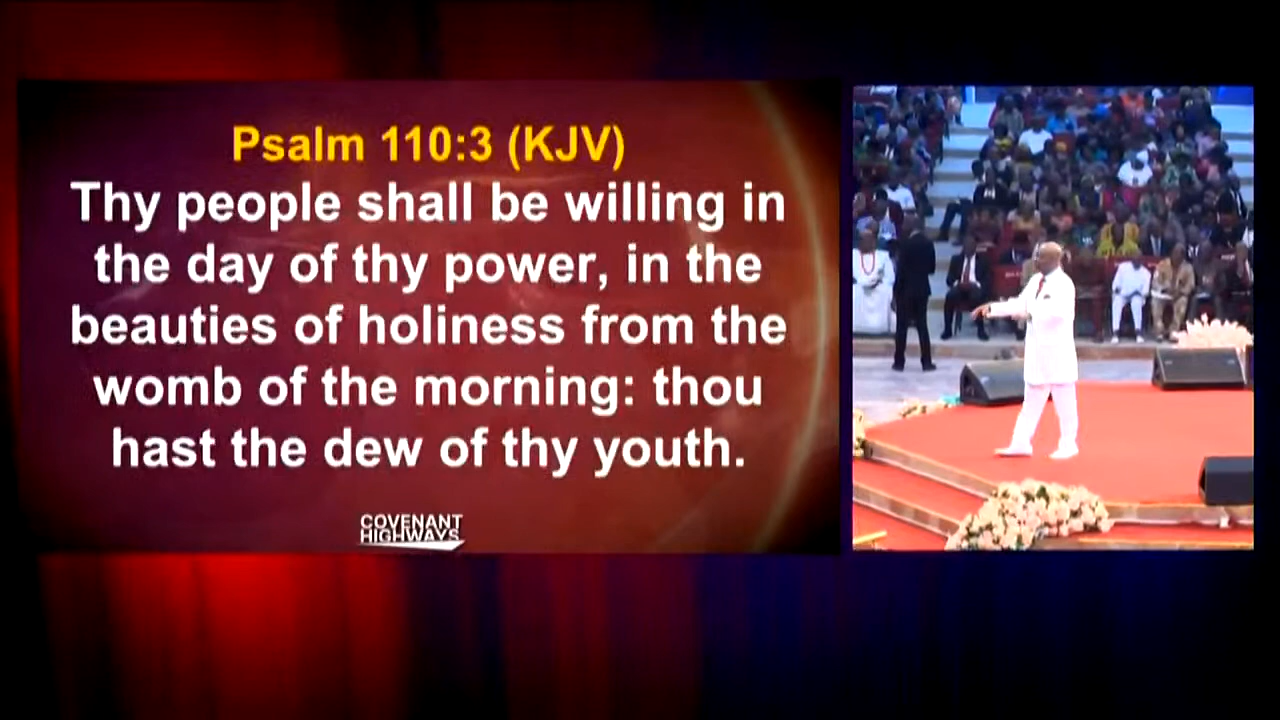 Psalm 110:3 (KJV)
Thy people shall be willing in
the day of thy power, in the
beauties of holiness from the
womb of the morning: thou
hast the dew of thy youth.
COVENANT
HIGHWAYS